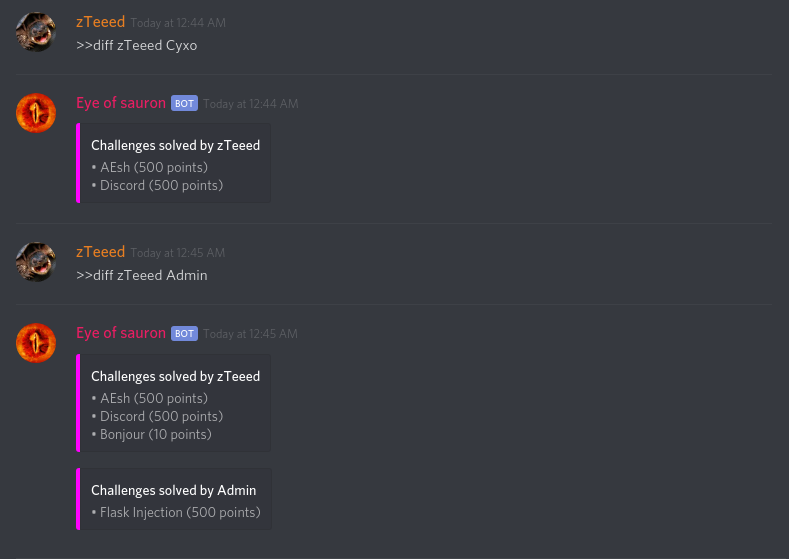 zTeeed Today at 12:44 AM
>>diff zTeeed Cyxo
Eye of sauron BOT Today at 12:44 AM
Challenges solved by zTeeed
• AEsh (500 points)
• Discord (500 points)
zTeeed Today at 12:45 AM
>>diff zTeeed Admin
Eye of sauron BOT Today at 12:45 AM
Challenges solved by zTeeed
• AEsh (500 points)
• Discord (500 points)
• Bonjour (10 points)
Challenges solved by Admin
• Flask Injection (500 points)